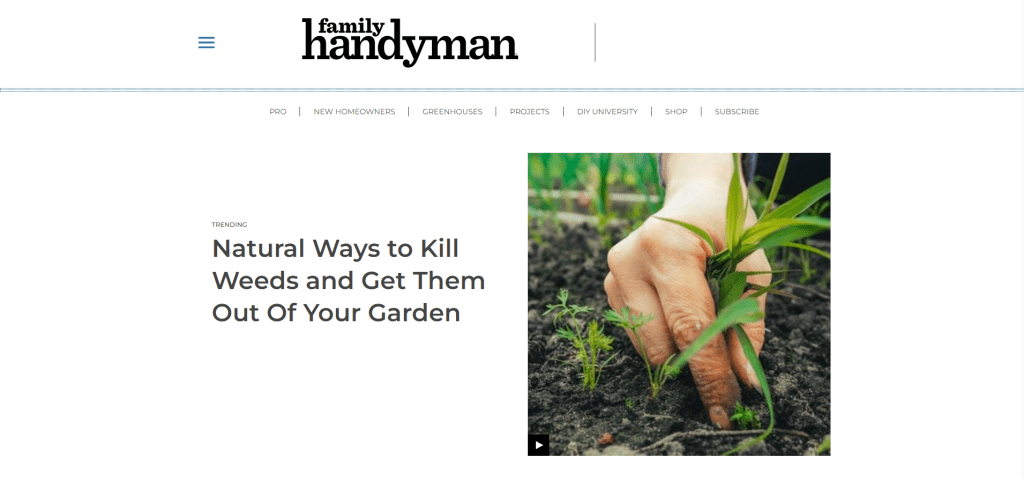 family
handyman
PRO
NEW HOMEOWNERS
GREENHOUSES
PROJECTS
DIY UNIVERSITY
SHOP
SUBSCRIBE
TRENDING
Natural Ways to Kill
Weeds and Get Them
Out Of Your Garden